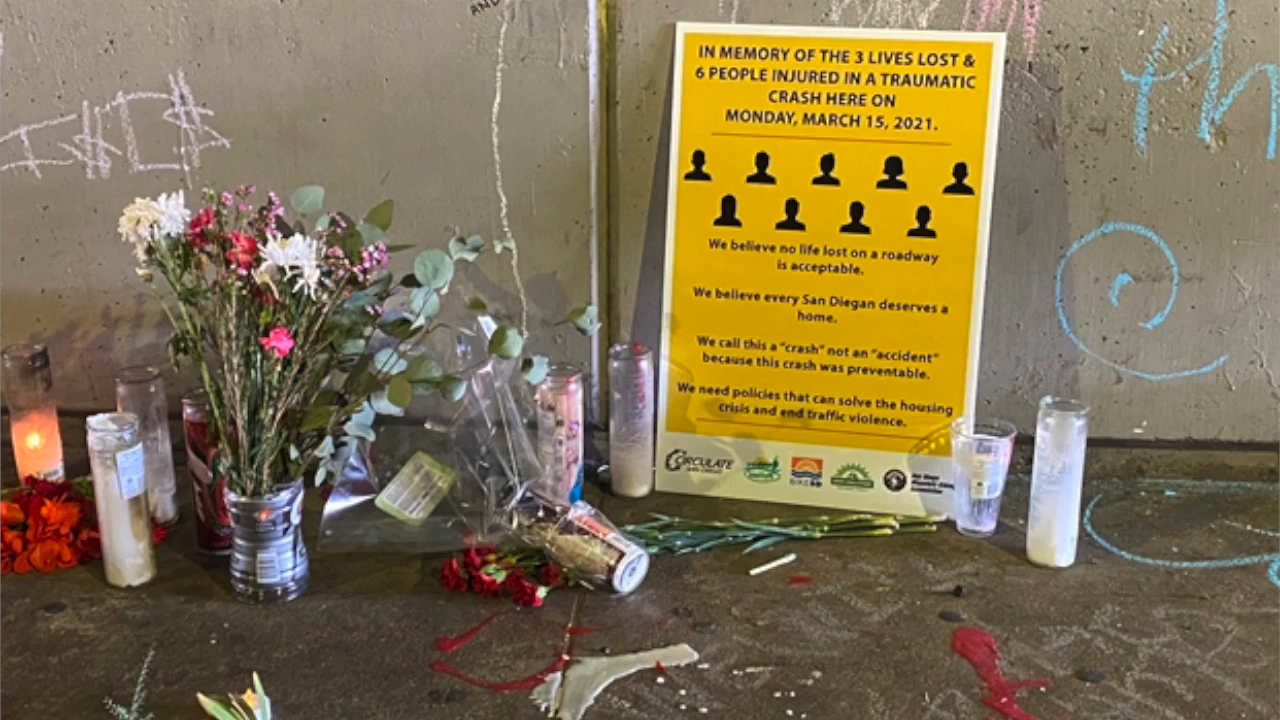 AND
IN MEMORY OF THE 3 LIVES LOST &
6 PEOPLE INJURED IN A TRAUMATIC
CRASH HERE ON
MONDAY, MARCH 15, 2021.
We believe no life lost on a roadway
is acceptable.
We believe every San Diegan deserves a
home.
We call this a "crash" not an "accident"
because this crash was preventable.
We need policies that can solve the housing
crisis and end traffic violence.
CIRCULATE